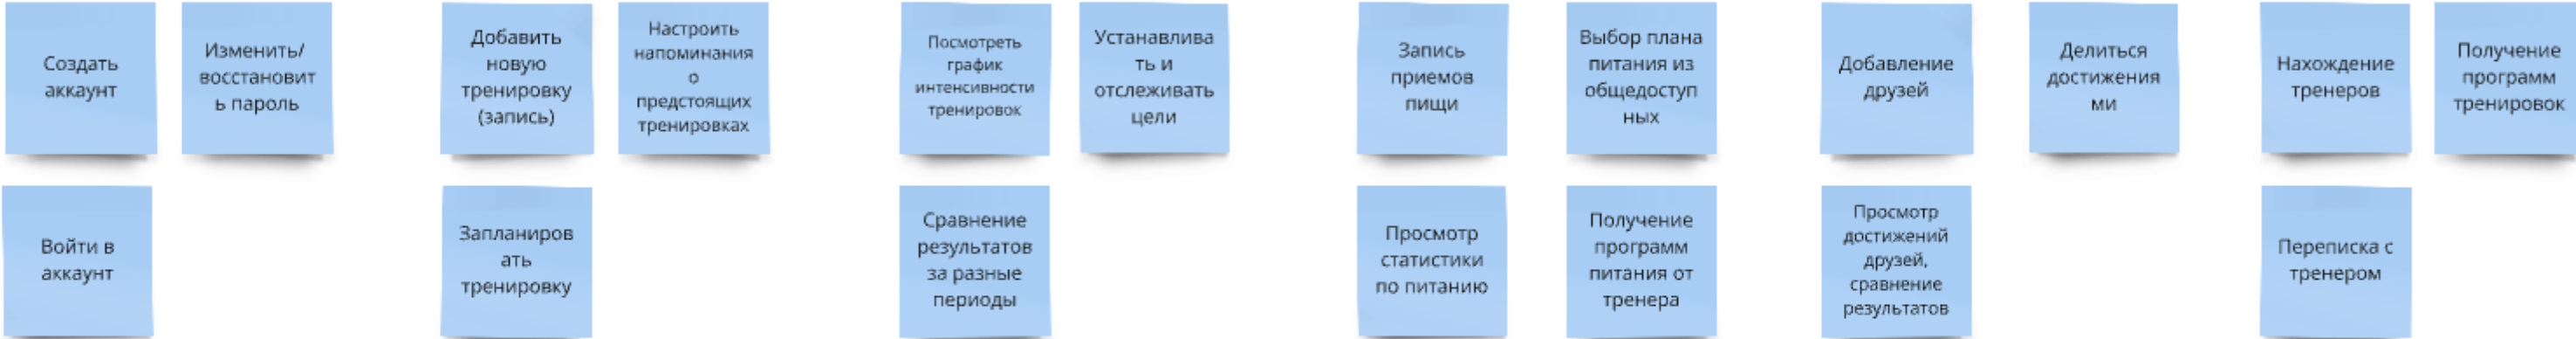 Создать
аккаунт
Изменить/
восстановит
ь пароль
Добавить
новую
тренировку
(запись)
Настроить
напоминания
о
предстоящих
тренировках
Посмотреть
график
интенсивности
тренировок
Устанавлива
ть и
отслеживать
цели
Запись
приемов
пищи
Выбор плана
питания из
общедоступ
ных
Добавление
друзей
Делиться
достижения
ми
Нахождение
тренеров
Получение
программ
тренировок
Войти в
аккаунт
Запланиров
ать
тренировку
Сравнение
результатов
за разные
периоды
Просмотр
статистики
по питанию
Получение
программ
питания от
тренера
Просмотр
достижений
друзей,
сравнение
результатов
Переписка с
тренером